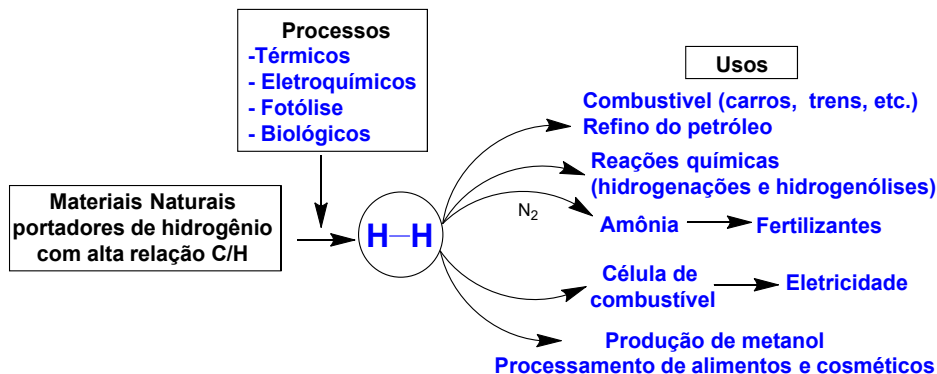 Processos
-Térmicos
- Eletroquímicos
- Fotólise
- Biológicos
Materiais Naturais
portadores de hidrogênio
com alta relação C/H
H—H
Usos
Combustivel (carros, trens, etc.)
Refino do petróleo
Reações químicas
(hidrogenações e hidrogenólises)
N2
Amônia
Fertilizantes
Célula de
combustível
Eletricidade
Produção de metanol
Processamento de alimentos e cosméticos